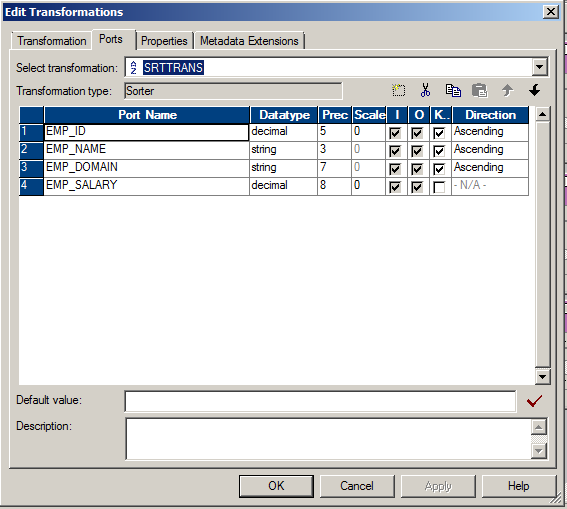 Edit Transformations
Transformation Ports Properties Metadata Extensions
Select transformation: A Z SRTTRANS
Transformation type: Sorter
Port Name Datatype Prec Scale I O K.. Direction
1 EMP_ID decimal 5 0 Ascending
2 EMP_NAME string 3 0 Ascending
3 EMP_DOMAIN string 7 0 Ascending
4 EMP_SALARY decimal 8 0 - N/A -
Default value:
Description:
OK Cancel Apply Help